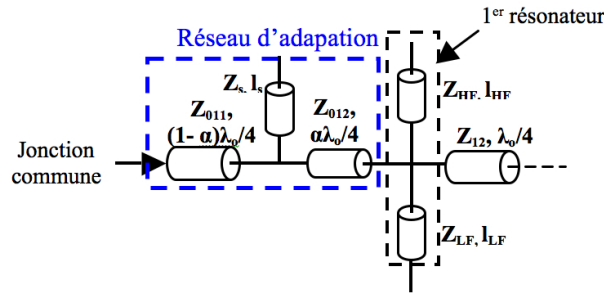 1er résonateur
Réseau d'adapation
Zs, ls
Z011,
(1- α)λo/4
Z012,
αλo/4
ZHF, lHF
Z12, λo/4
Jonction
commune
ZLF, lLF